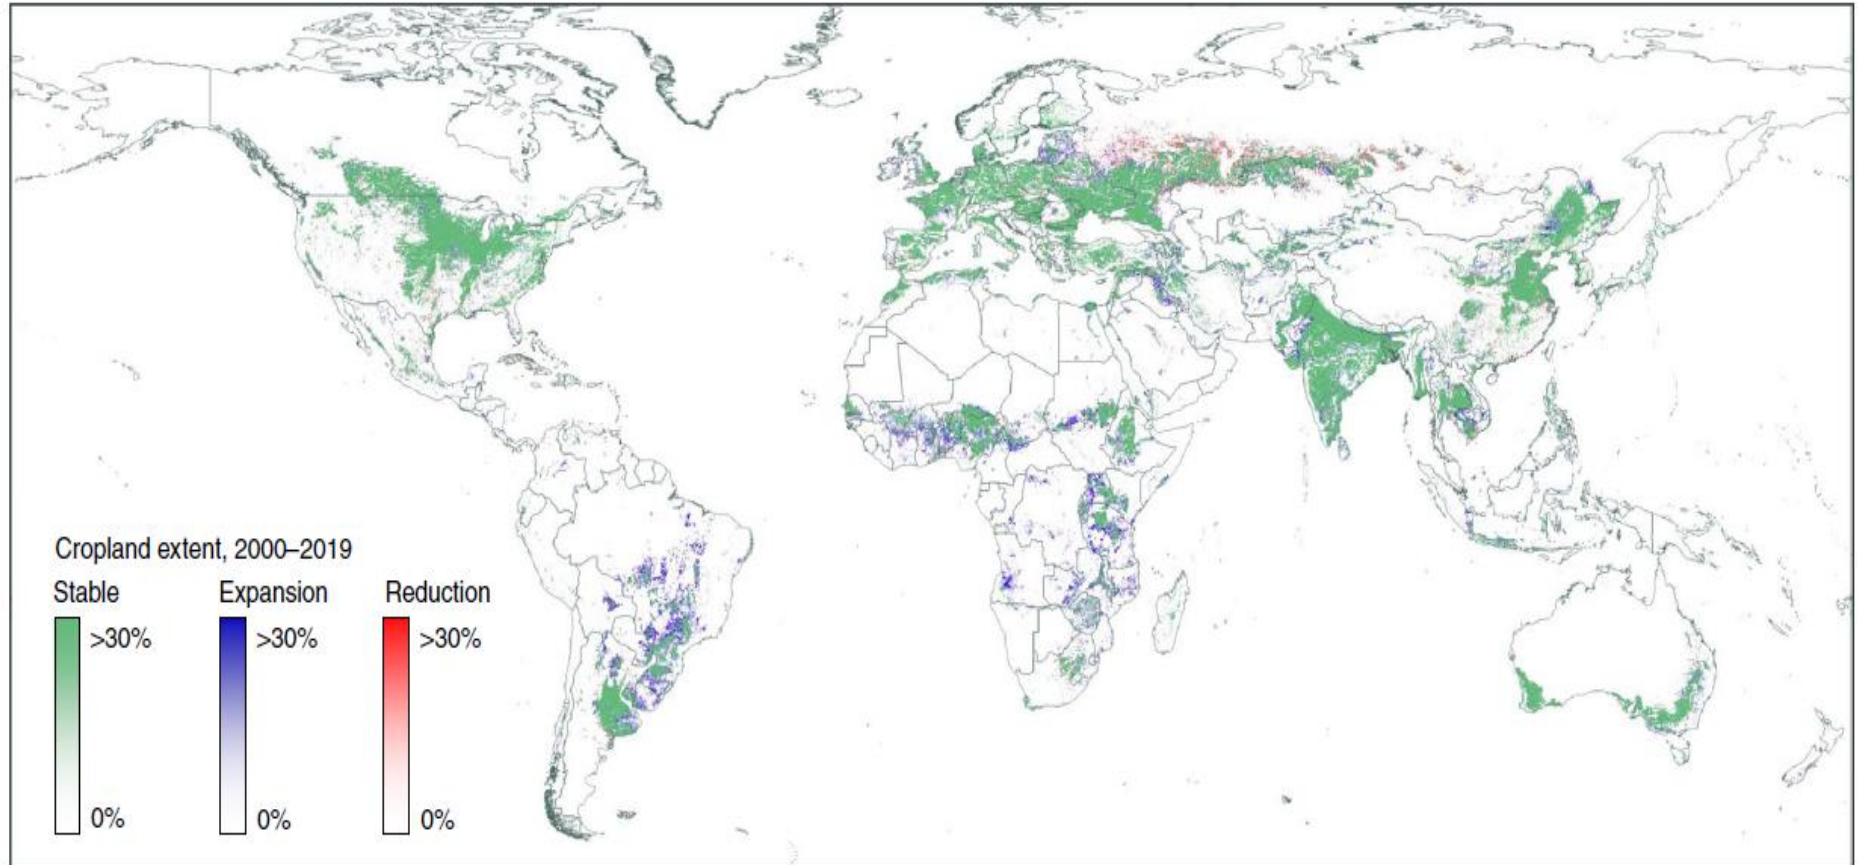 Cropland extent, 2000–2019
Stable Expansion Reduction
>30% >30% >30%
0% 0% 0%